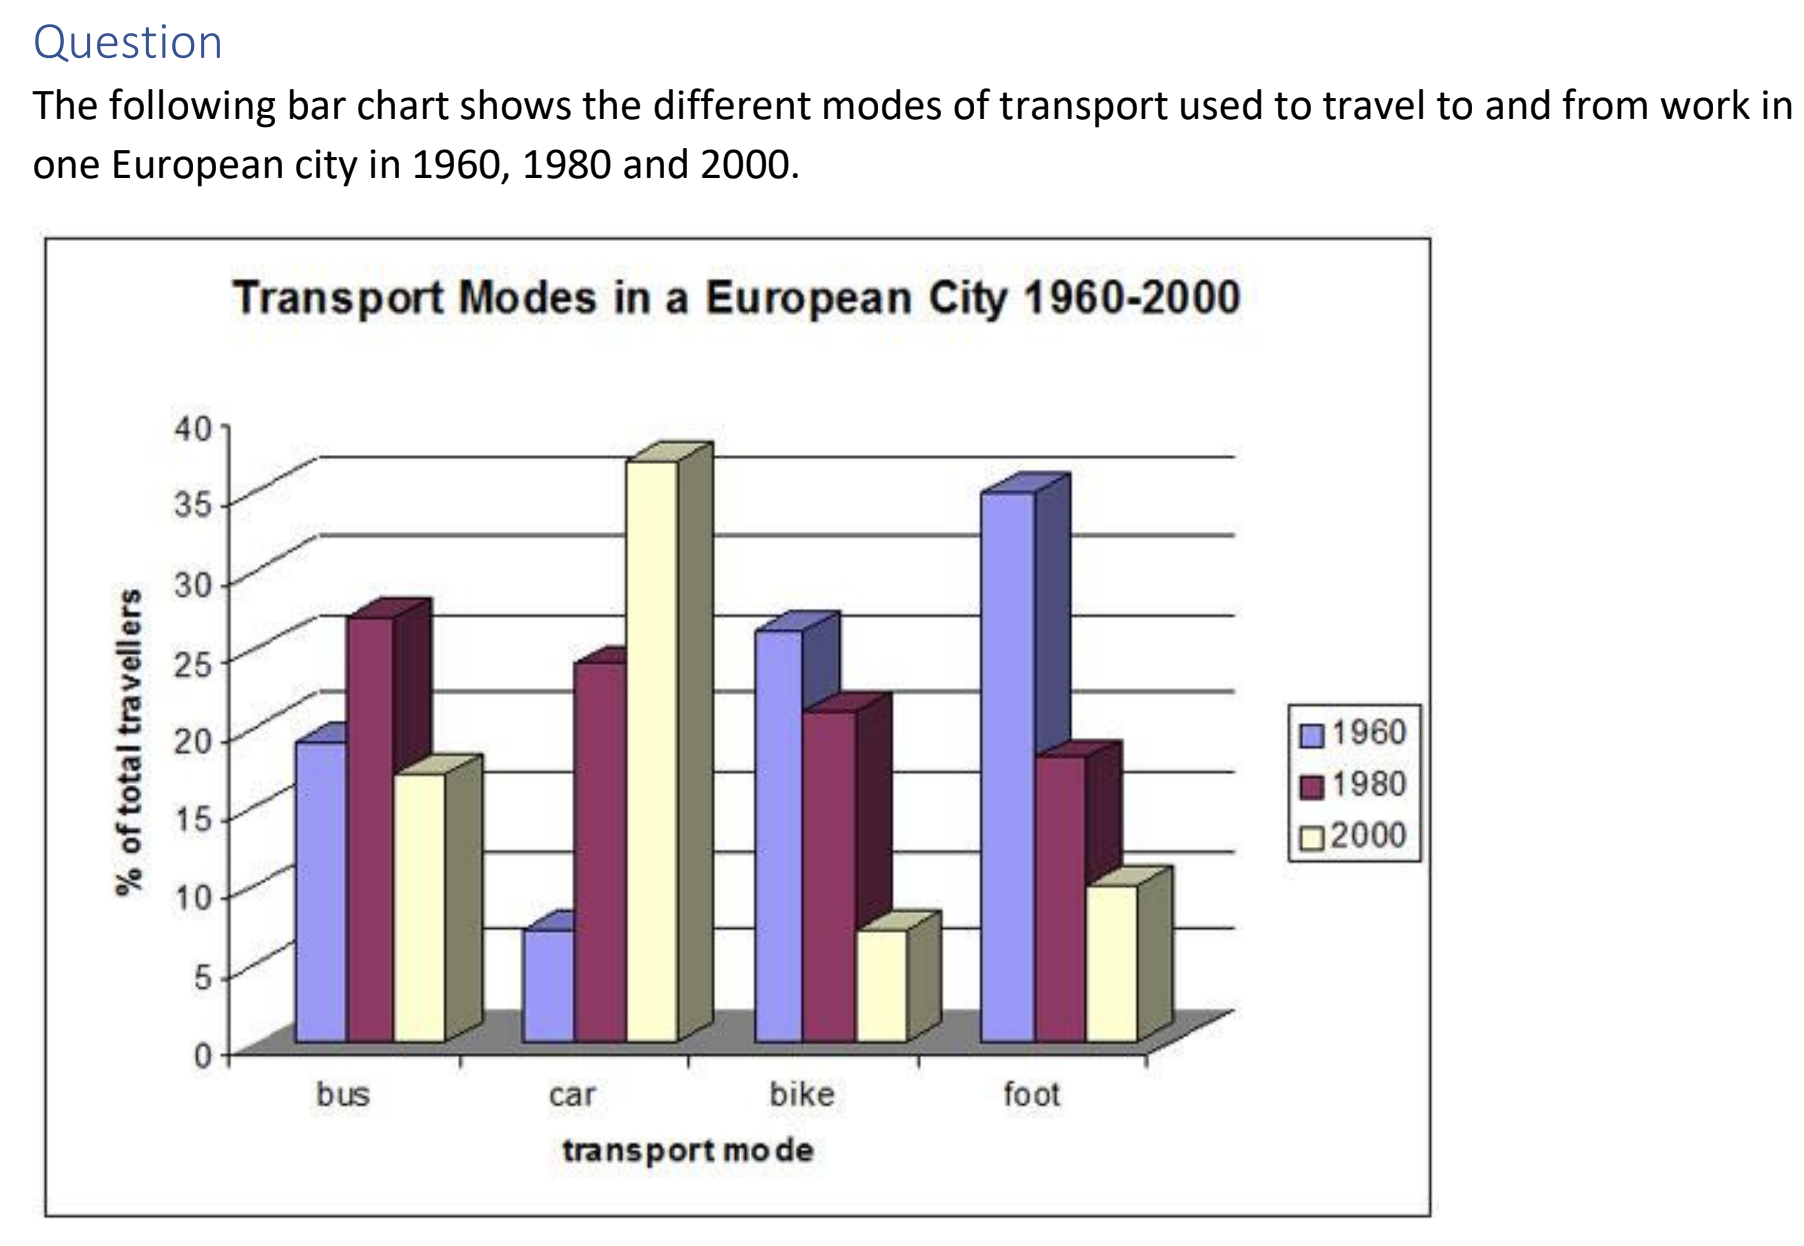 Question
The following bar chart shows the different modes of transport used to travel to and from work in
one European city in 1960, 1980 and 2000.
Transport Modes in a European City 1960-2000
% of total travellers
40
35
30
25
20
15
10
5
0
bus car bike foot
transport mode
1960
1980
2000